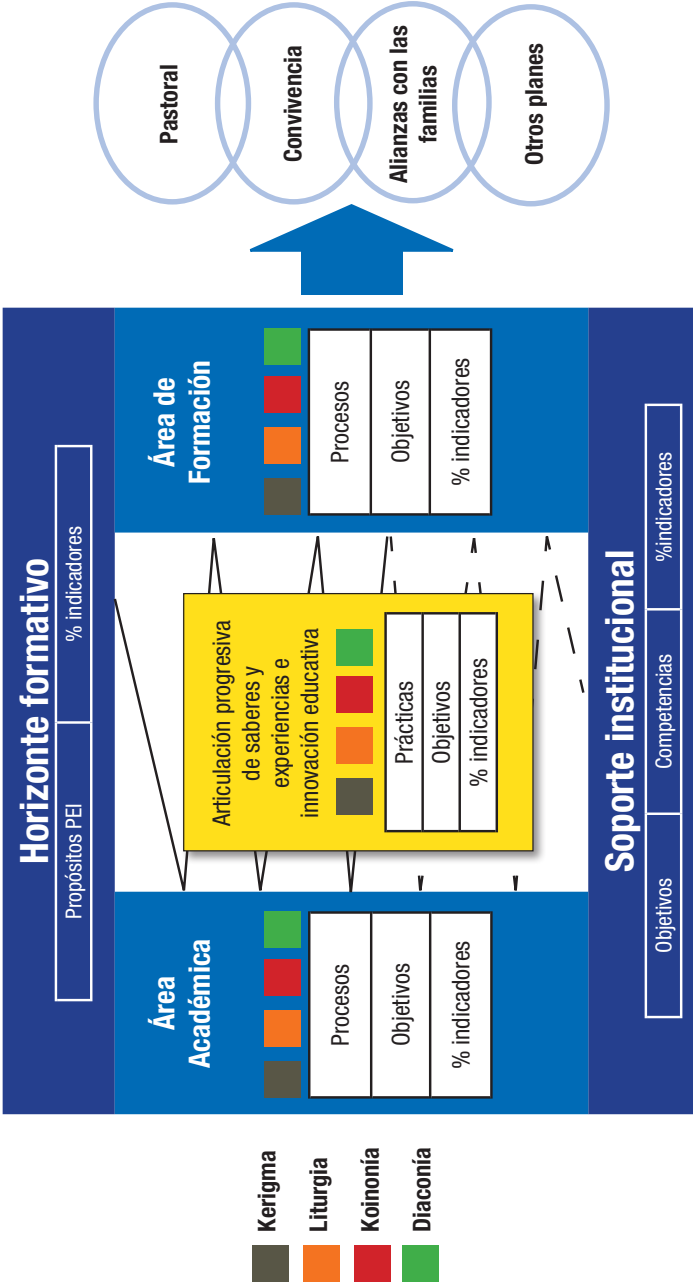 Kerigma
Liturgia
Koinonía
Diaconía
Horizonte formativo
Propósitos PEI
% indicadores
Área
Académica
Procesos
Objetivos
% indicadores
Articulación progresiva
de saberes y
experiencias e
innovación educativa
Prácticas
Objetivos
% indicadores
Área de
Formación
Procesos
Objetivos
% indicadores
Soporte institucional
Objetivos
Competencias
%indicadores
Pastoral
Convivencia
Alianzas con las
familias
Otros planes